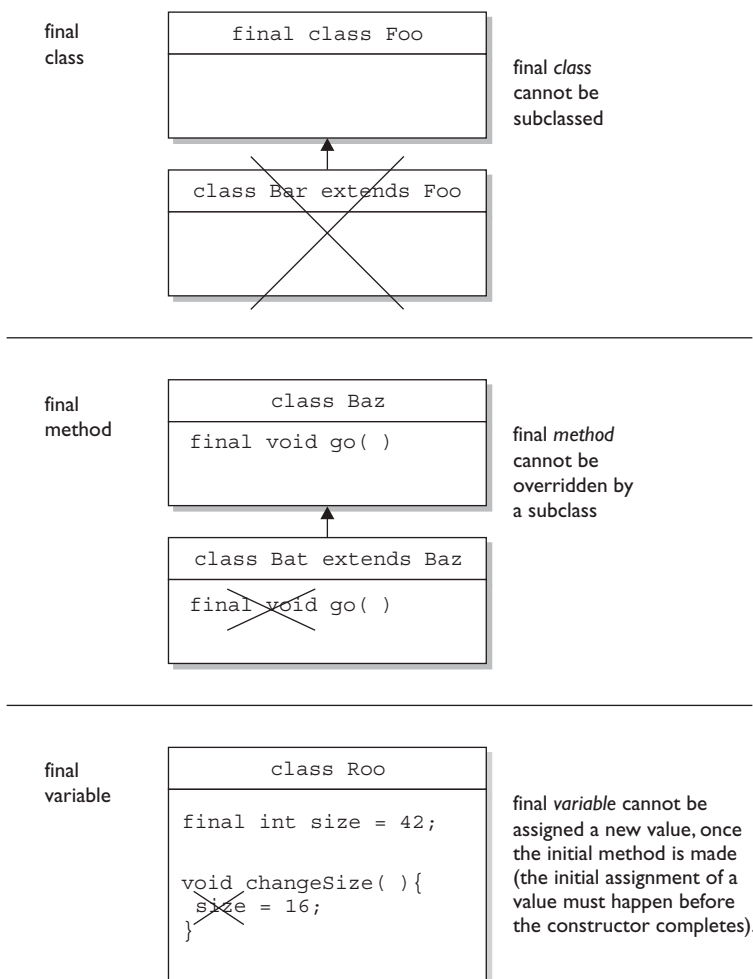 final
class
final class Foo
final class
cannot be
subclassed
class Bar extends Foo
final
method
class Baz
final void go( )
final method
cannot be
overridden by
a subclass
class Bat extends Baz
final void go( )
final
variable
class Roo
final int size = 42;
void changeSize( ){
size = 16;
}
final variable cannot be
assigned a new value, once
the initial method is made
(the initial assignment of a
value must happen before
the constructor completes).